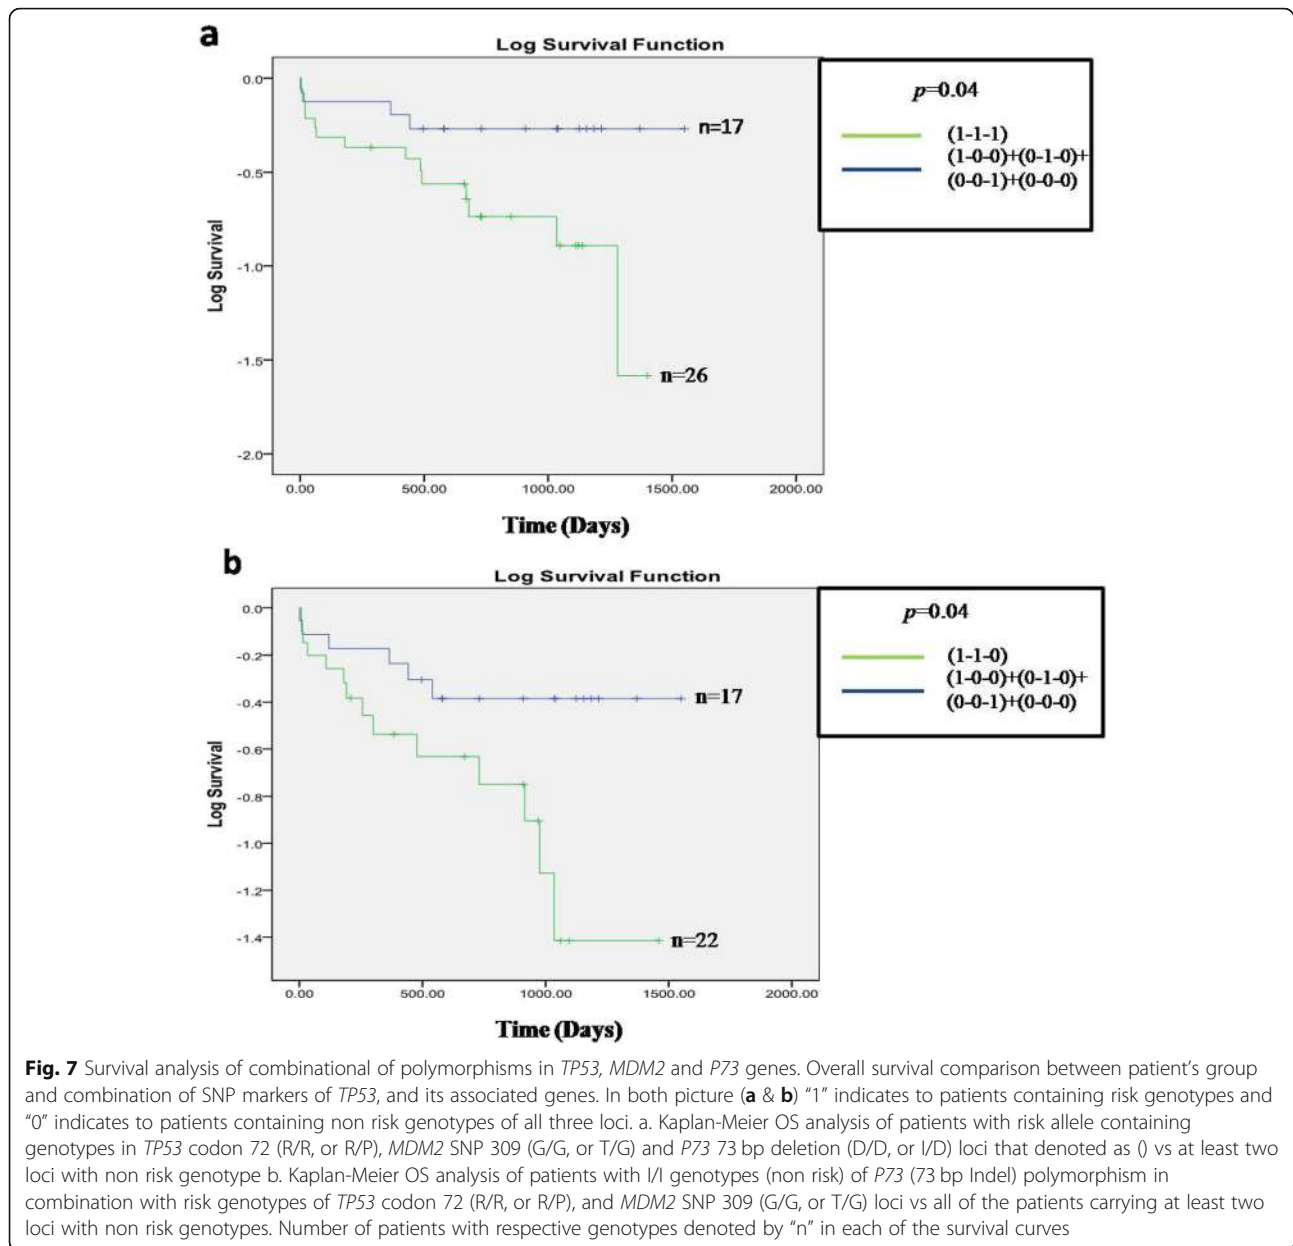 a
Log Survival Function
0.0
-0.5
-1.0
-1.5
-2.0
Log Survival
n=17
n=26
0.00 500.00 1000.00 1500.00 2000.00
Time (Days)
p=0.04
(1-1-1)
(1-0-0)+(0-1-0)+
(0-0-1)+(0-0-0)
b
Log Survival Function
0.0
-0.2
-0.4
-0.6
-0.8
-1.0
-1.2
-1.4
Log Survival
n=17
n=22
0.00 500.00 1000.00 1500.00 2000.00
Time (Days)
p=0.04
(1-1-0)
(1-0-0)+(0-1-0)+
(0-0-1)+(0-0-0)
Fig. 7 Survival analysis of combinational of polymorphisms in TP53, MDM2 and P73 genes. Overall survival comparison between patient's group
and combination of SNP markers of TP53, and its associated genes. In both picture (a & b) "1" indicates to patients containing risk genotypes and
"0" indicates to patients containing non risk genotypes of all three loci. a. Kaplan-Meier OS analysis of patients with risk allele containing
genotypes in TP53 codon 72 (R/R, or R/P), MDM2 SNP 309 (G/G, or T/G) and P73 73 bp deletion (D/D, or I/D) loci that denoted as () vs at least two
loci with non risk genotype b. Kaplan-Meier OS analysis of patients with I/I genotypes (non risk) of P73 (73 bp Indel) polymorphism in
combination with risk genotypes of TP53 codon 72 (R/R, or R/P), and MDM2 SNP 309 (G/G, or T/G) loci vs all of the patients carrying at least two
loci with non risk genotypes. Number of patients with respective genotypes denoted by "n" in each of the survival curves